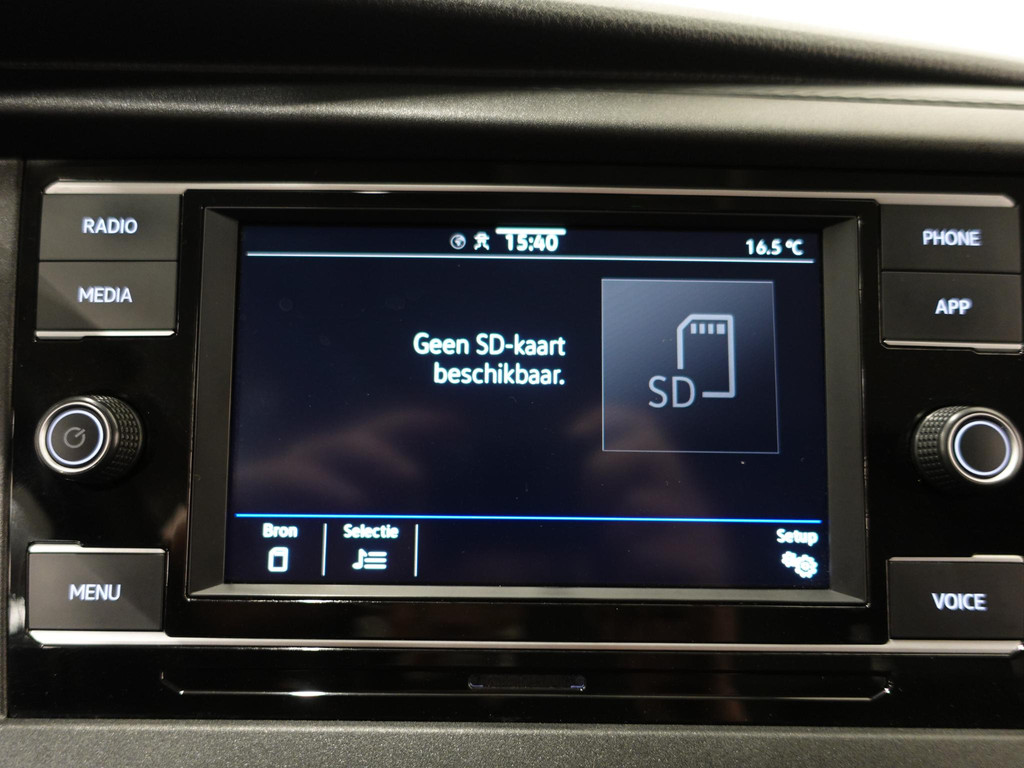 RADIO
MEDIA
MENU
15:40
16.5 °C
Geen SD-kaart
beschikbaar.
SD
Bron
Selectie
Setup
PHONE
APP
VOICE